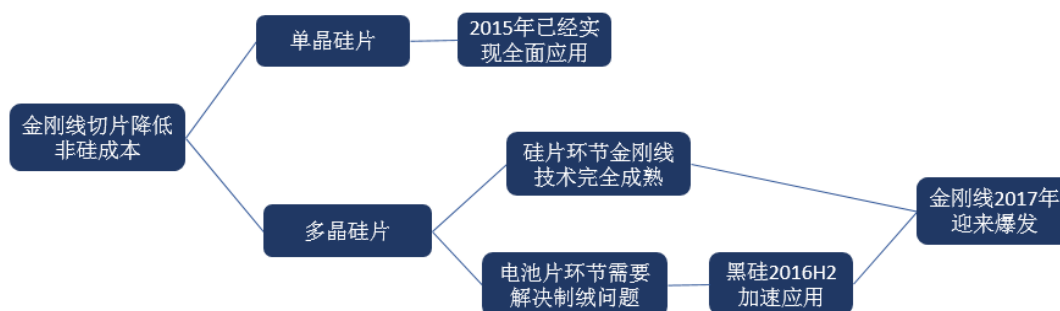 单晶硅片
2015年已经实
现全面应用
金刚线切片降低
非硅成本
硅片环节金刚线
技术完全成熟
多晶硅片
电池片环节需要
解决制绒问题
黑硅2016H2
加速应用
金刚线2017年
迎来爆发